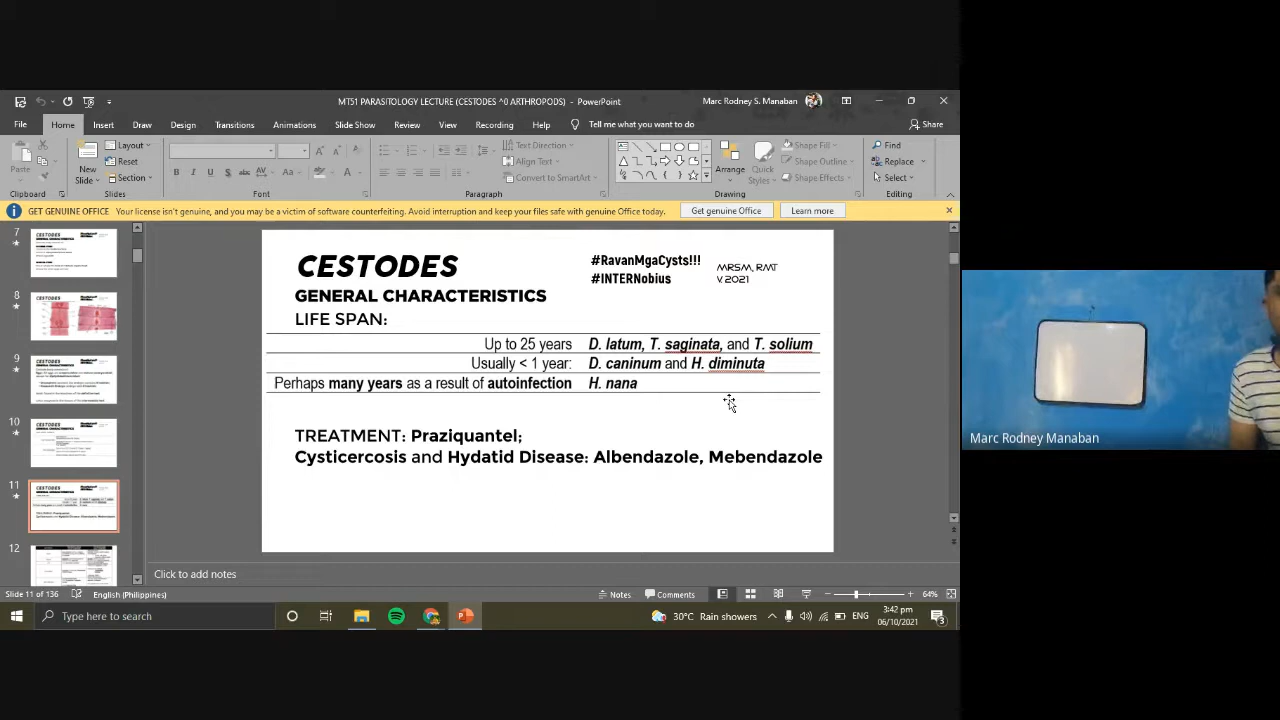 MT51 PARASITOLOGY LECTURE (CESTODES ^0 ARTHROPODS) - PowerPoint
Marc Rodney S. Manaban
File Home Insert Draw Design Transitions Animations Slide Show Review View Recording Help Tell me what you want to do Share
Paste
Clipboard
New
Slide
Layout
Reset
Section
Slides
Font
Text Direction
Align Text
Convert to SmartArt
Paragraph
Arrange
Quick
Styles
Shape Fill
Shape Outline
Shape Effects
Drawing
Find
Replace
Select
Editing
GET GENUINE OFFICE Your license isn't genuine, and you may be a victim of software counterfeiting. Avoid interruption and keep your files safe with genuine Office today. Get genuine Office Learn more
7
8
9
10
11
12
CESTODES
GENERAL CHARACTERISTICS
LIFE SPAN:
#RavanMgaCysts!!!
#INTERNobius
MRSM, RMT
V. 2021
Up to 25 years D. latum, T. saginata, and T. solium
Usually < 1 year: D. caninum and H. diminuta
Perhaps many years as a result of autoinfection H. nana
TREATMENT: Praziquantel;
Cysticercosis and Hydatid Disease: Albendazole, Mebendazole
Click to add notes
Slide 11 of 136 English (Philippines) Notes Comments 64%
Type here to search
30°C Rain showers ENG
3:42 pm
06/10/2021
3
Marc Rodney Manaban